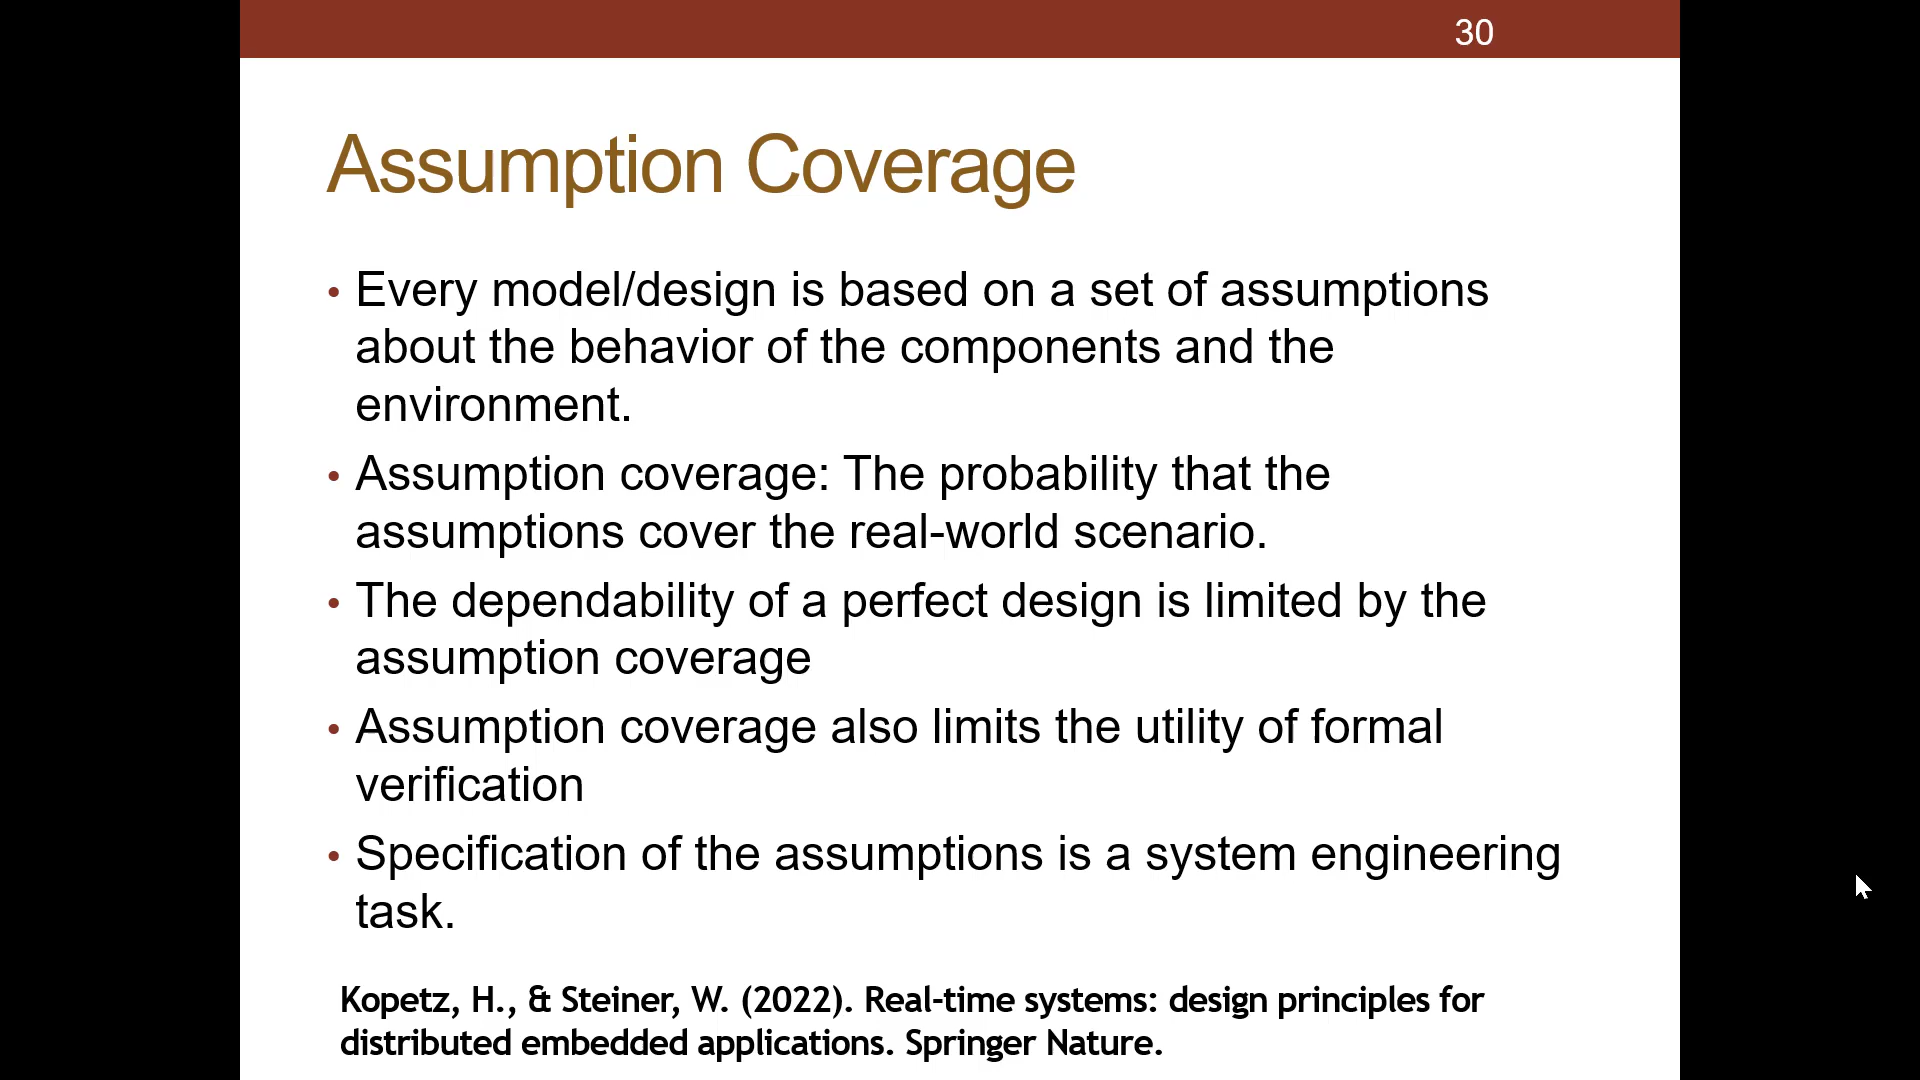 30
Assumption Coverage
• Every model/design is based on a set of assumptions
about the behavior of the components and the
environment.
• Assumption coverage: The probability that the
assumptions cover the real-world scenario.
• The dependability of a perfect design is limited by the
assumption coverage
• Assumption coverage also limits the utility of formal
verification
• Specification of the assumptions is a system engineering
task.
Kopetz, H., & Steiner, W. (2022). Real-time systems: design principles for
distributed embedded applications. Springer Nature.